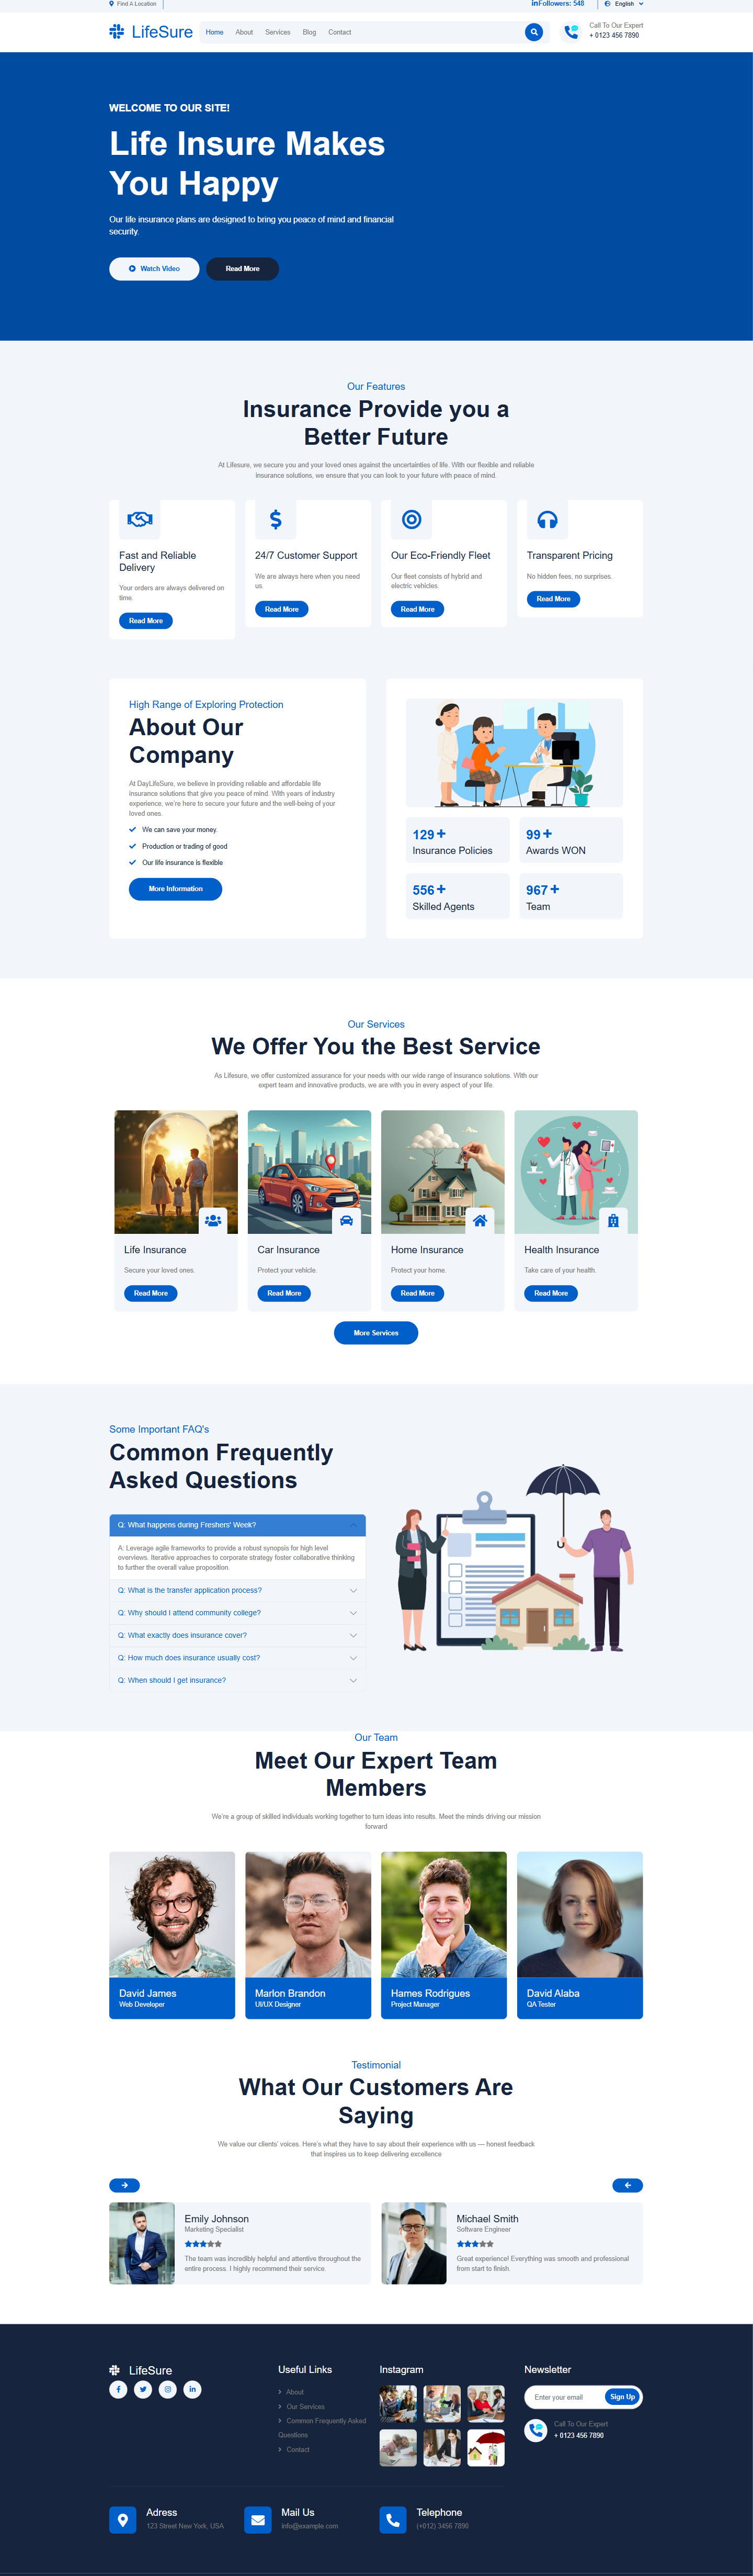 Find A Location
Followers: 548
English
LifeSure
Home
About
Services
Blog
Contact
Call To Our Expert
+ 0123 456 7890
WELCOME TO OUR SITE!
Life Insure Makes
You Happy
Our life insurance plans are designed to bring you peace of mind and financial
security.
Watch Video
Read More
Our Features
Insurance Provide you a
Better Future
At Lifesure, we secure you and your loved ones against the uncertainties of life. With our flexible and reliable
insurance solutions, we ensure that you can look to your future with peace of mind.
Fast and Reliable
Delivery
Your orders are always delivered on
time.
Read More
24/7 Customer Support
We are always here when you need
us.
Read More
Our Eco-Friendly Fleet
Our fleet consists of hybrid and
electric vehicles.
Read More
Transparent Pricing
No hidden fees, no surprises.
Read More
High Range of Exploring Protection
About Our
Company
At DayLifeSure, we believe in providing reliable and affordable life
insurance solutions that give you peace of mind. With years of industry
experience, we're here to secure your future and the well-being of your
loved ones.
We can save your money.
Production or trading of good
Our life insurance is flexible
More Information
129 +
Insurance Policies
99 +
Awards WON
556 +
Skilled Agents
967 +
Team
Our Services
We Offer You the Best Service
As Lifesure, we offer customized assurance for your needs with our wide range of insurance solutions. With our
expert team and innovative products, we are with you in every aspect of your life.
Life Insurance
Secure your loved ones.
Read More
Car Insurance
Protect your vehicle.
Read More
Home Insurance
Protect your home.
Read More
Health Insurance
Take care of your health.
Read More
More Services
Some Important FAQ's
Common Frequently
Asked Questions
Q: What happens during Freshers' Week?
A: Leverage agile frameworks to provide a robust synopsis for high level
overviews. Iterative approaches to corporate strategy foster collaborative thinking
to further the overall value proposition.
Q: What is the transfer application process?
Q: Why should I attend community college?
Q: What exactly does insurance cover?
Q: How much does insurance usually cost?
Q: When should I get insurance?
Our Team
Meet Our Expert Team
Members
We're a group of skilled individuals working together to turn ideas into results. Meet the minds driving our mission
forward
David James
Web Developer
Marlon Brandon
UI/UX Designer
Hames Rodrigues
Project Manager
David Alaba
QA Tester
Testimonial
What Our Customers Are
Saying
We value our clients' voices. Here's what they have to say about their experience with us — honest feedback
that inspires us to keep delivering excellence
Emily Johnson
Marketing Specialist
The team was incredibly helpful and attentive throughout the
entire process. I highly recommend their service.
Michael Smith
Software Engineer
Great experience! Everything was smooth and professional
from start to finish.
LifeSure
Useful Links
About
Our Services
Common Frequently Asked
Questions
Contact
Instagram
Newsletter
Enter your email
Sign Up
Call To Our Expert
+ 0123 456 7890
Adress
123 Street New York, USA
Mail Us
info@example.com
Telephone
(+012) 3456 7890